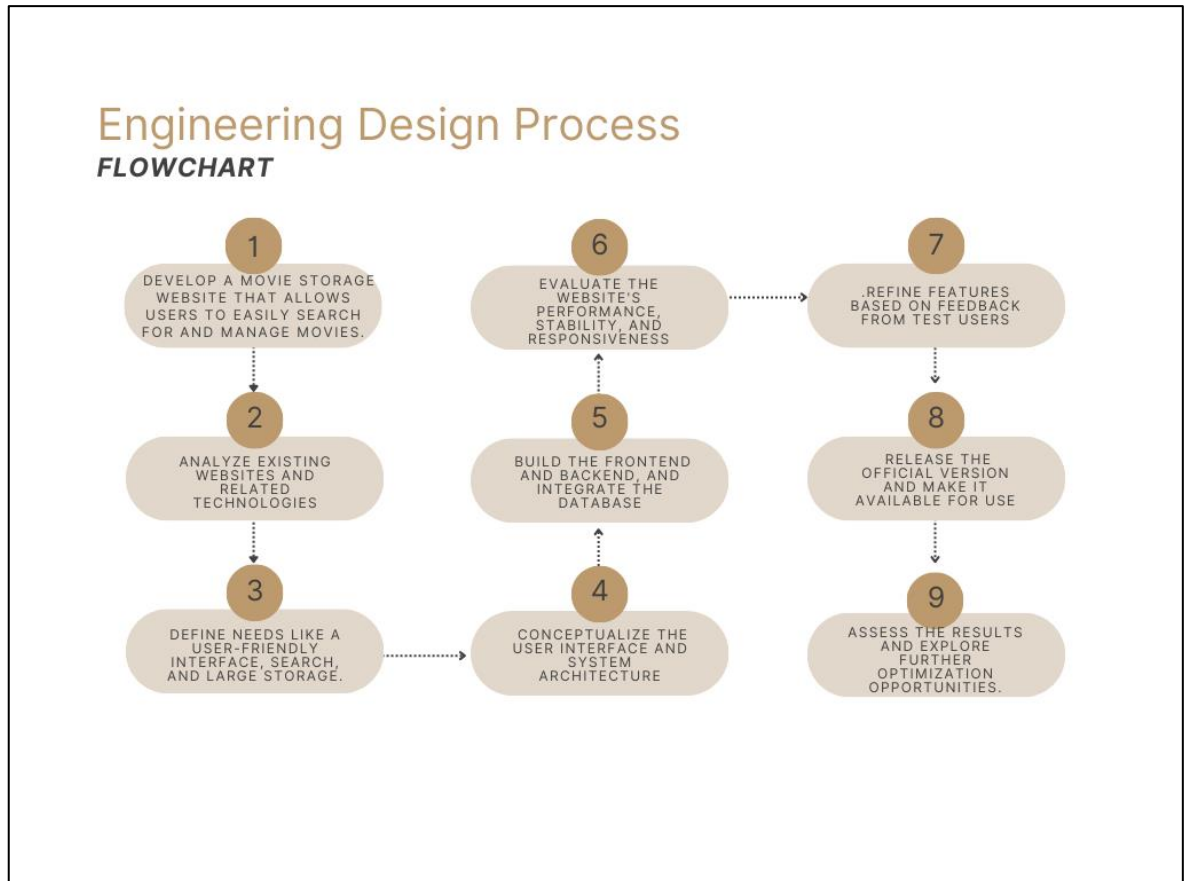 Engineering Design Process
FLOWCHART
1
DEVELOP A MOVIE STORAGE
WEBSITE THAT ALLOWS
USERS TO EASILY SEARCH
FOR AND MANAGE MOVIES.
2
ANALYZE EXISTING
WEBSITES AND
RELATED
TECHNOLOGIES
3
DEFINE NEEDS LIKE A
USER-FRIENDLY
INTERFACE, SEARCH,
AND LARGE STORAGE.
4
CONCEPTUALIZE THE
USER INTERFACE AND
SYSTEM
ARCHITECTURE
5
BUILD THE FRONTEND
AND BACKEND, AND
INTEGRATE THE
DATABASE
6
EVALUATE THE
WEBSITE'S
PERFORMANCE,
STABILITY, AND
RESPONSIVENESS
7
.REFINE FEATURES
BASED ON FEEDBACK
FROM TEST USERS
8
RELEASE THE
OFFICIAL VERSION
AND MAKE IT
AVAILABLE FOR USE
9
ASSESS THE RESULTS
AND EXPLORE
FURTHER
OPTIMIZATION
OPPORTUNITIES.